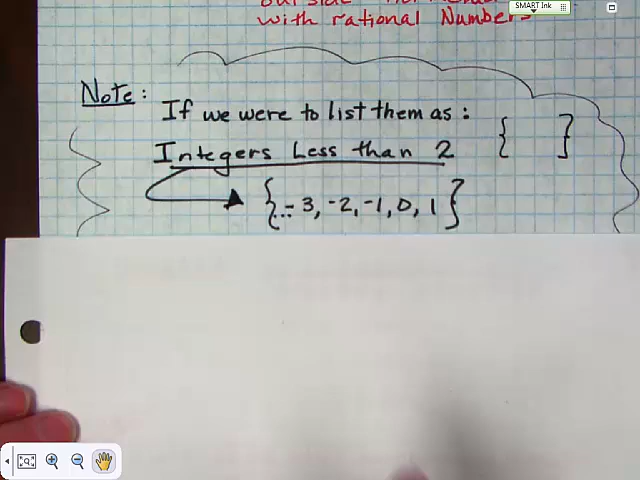 with rational Numbers
SMART Ink
Note:
If we were to list them as:
Integers Less than 2 { }
{...-3, -2, -1, 0, 1}